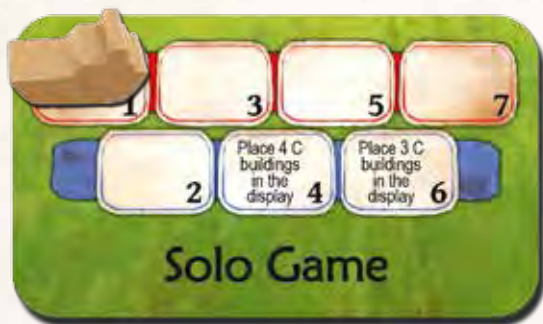 1 3 5 7
Place 4 C Place 3 C
buildings buildings
in the in the
2 display 4 display 6
Solo Game